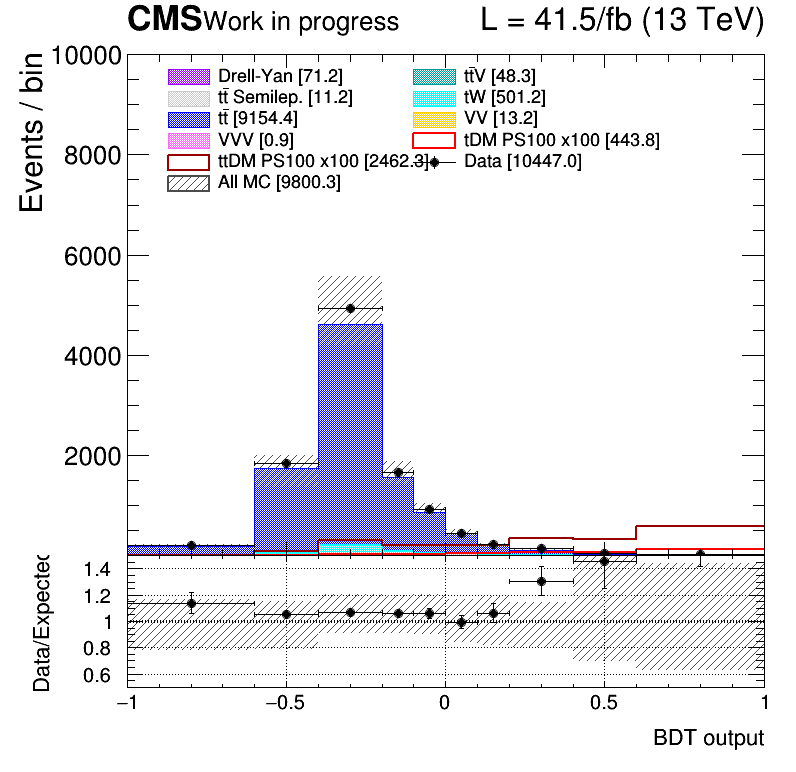 CMS Work in progress L = 41.5/fb (13 TeV)
Events / bin
10000
8000
6000
4000
2000
Drell-Yan [71.2] tt̄V [48.3]
tt̄ Semilep. [11.2] tW [501.2]
tt̄ [9154.4] VV [13.2]
VVV [0.9] tDM PS100 x100 [443.8]
ttDM PS100 x100 [2462.3] Data [10447.0]
All MC [9800.3]
Data/Expected
1.4
1.2
1
0.8
0.6
−1 −0.5 0 0.5 1
BDT output